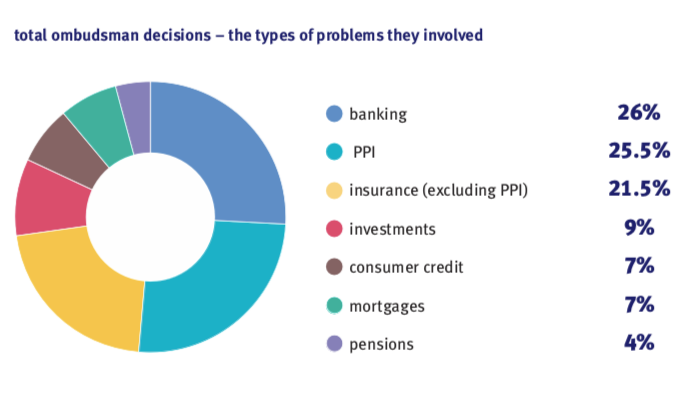 total ombudsman decisions – the types of problems they involved
banking 26%
PPI 25.5%
insurance (excluding PPI) 21.5%
investments 9%
consumer credit 7%
mortgages 7%
pensions 4%